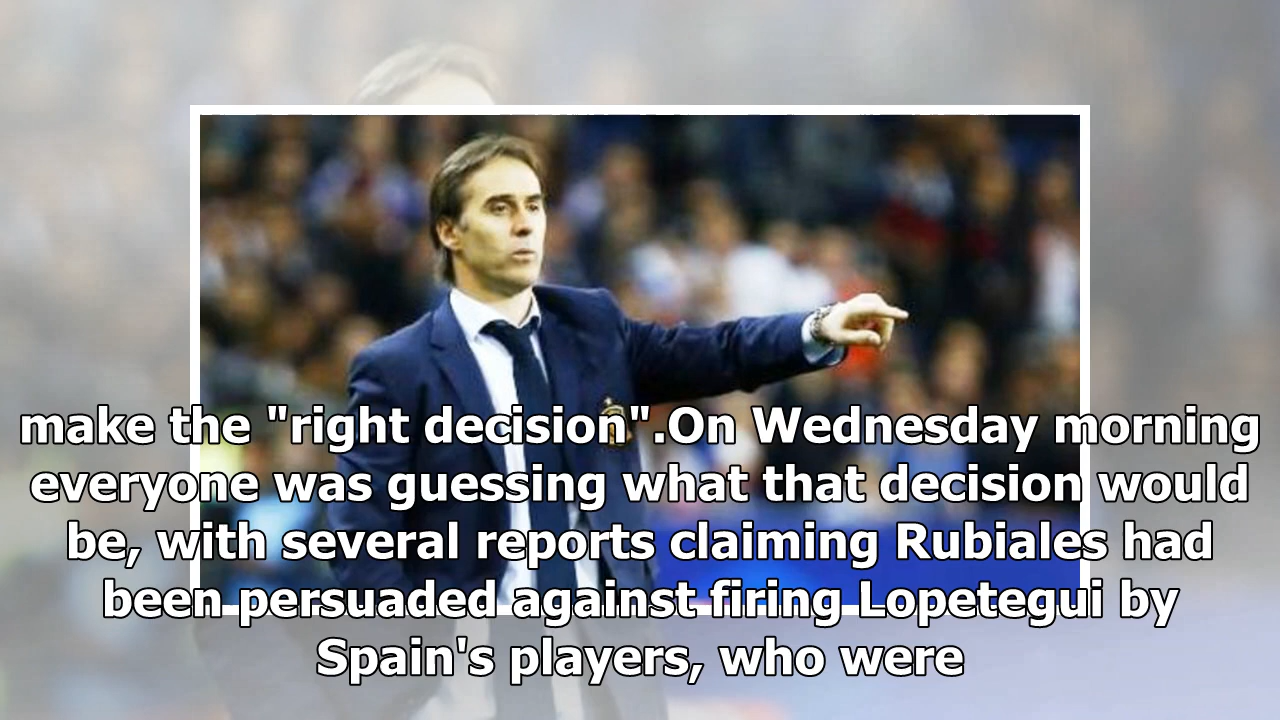 make the "right decision".On Wednesday morning
everyone was guessing what that decision would
be, with several reports claiming Rubiales had
been persuaded against firing Lopetegui by
Spain's players, who were